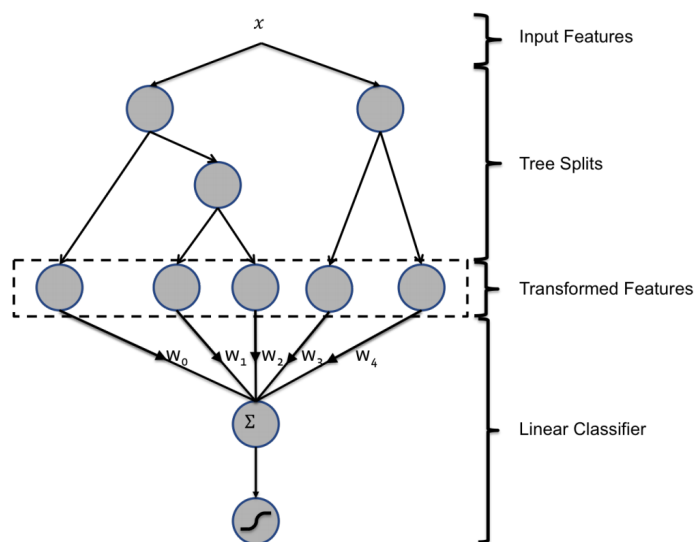 x
Input Features
Tree Splits
Transformed Features
W₀ W₁ W₂ W₃ W₄
Σ
Linear Classifier